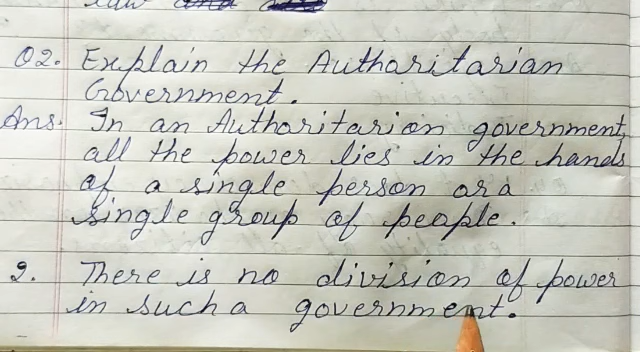 law
Q2. Explain the Autharitarian
Government.
Ans. In an Autharitarian government,
all the power lies in the hands
of a single person or a
single group of people.
2. There is no division of power
in such a government.